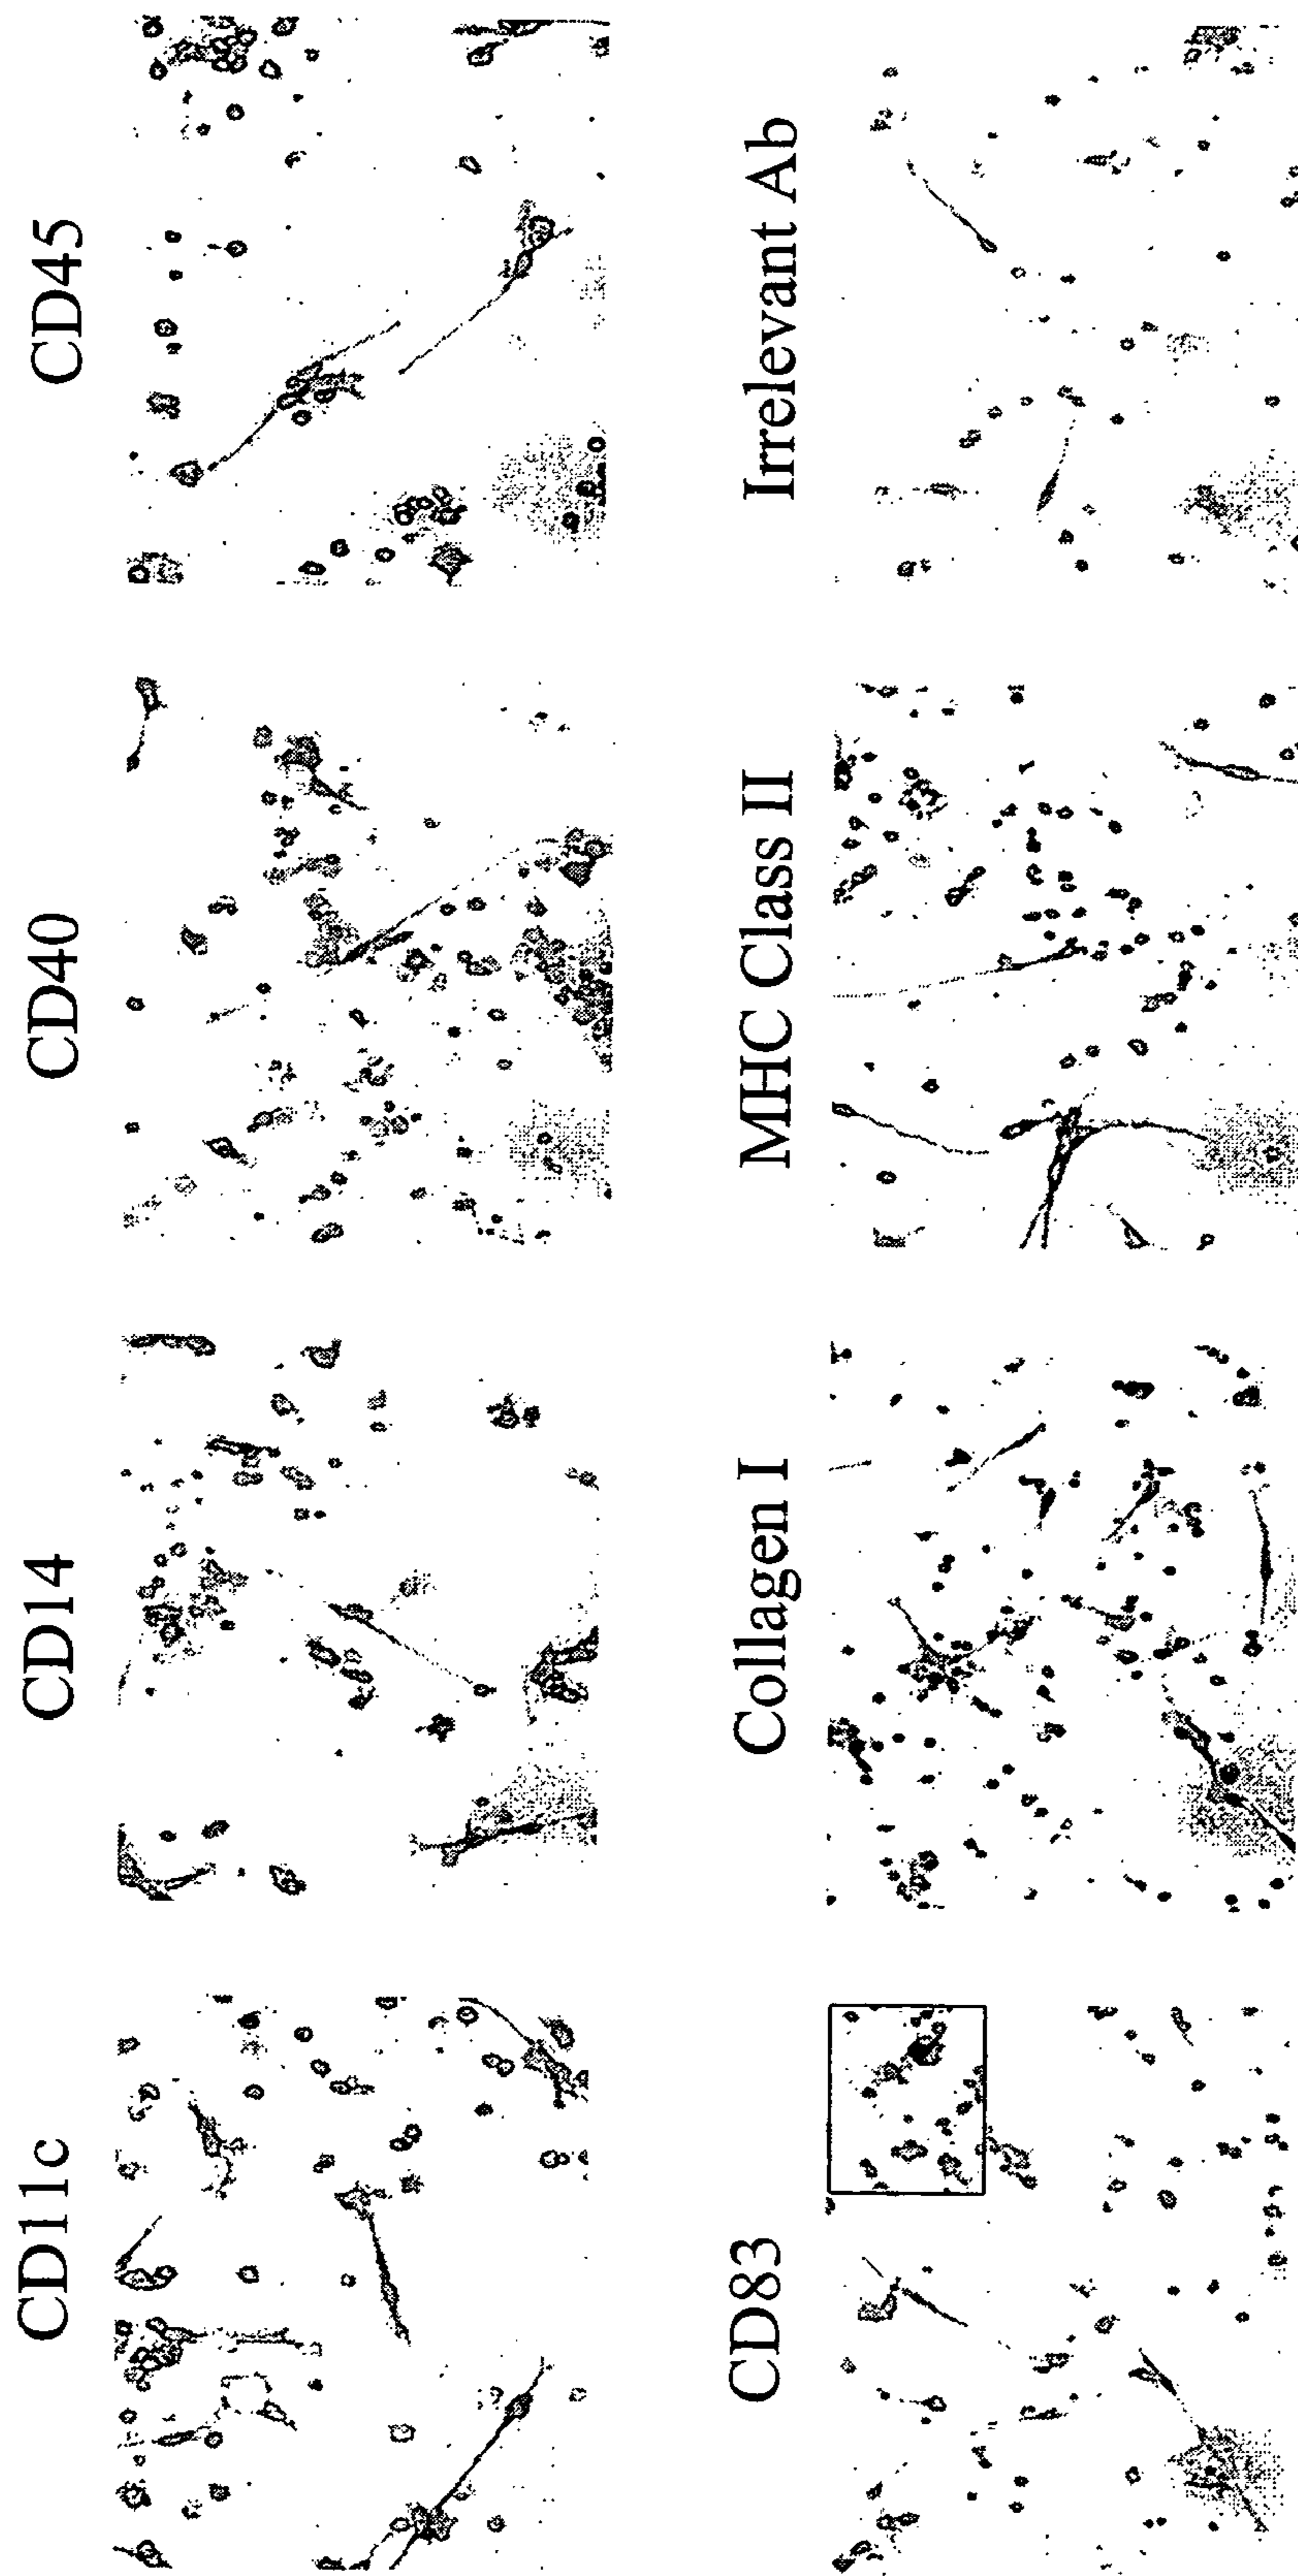 CD11c
CD14
CD40
CD45
CD83
Collagen I
MHC Class II
Irrelevant Ab